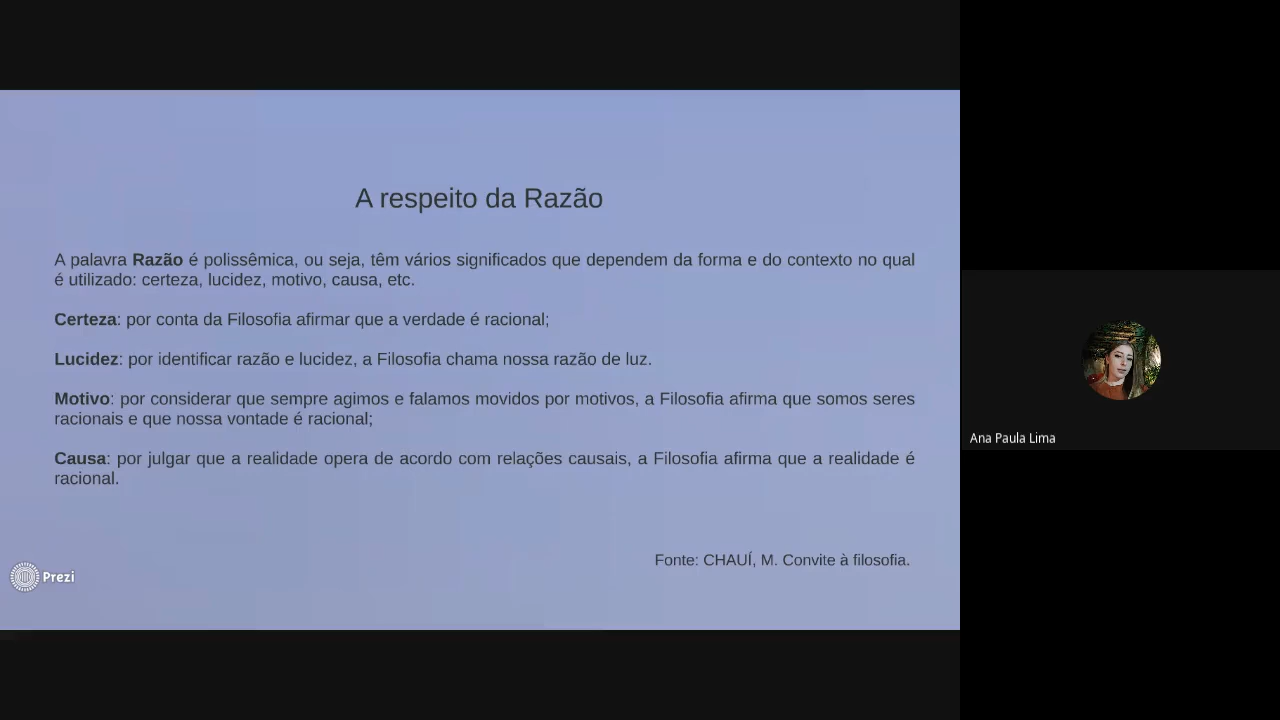 A respeito da Razão
A palavra Razão é polissêmica, ou seja, têm vários significados que dependem da forma e do contexto no qual
é utilizado: certeza, lucidez, motivo, causa, etc.
Certeza: por conta da Filosofia afirmar que a verdade é racional;
Lucidez: por identificar razão e lucidez, a Filosofia chama nossa razão de luz.
Motivo: por considerar que sempre agimos e falamos movidos por motivos, a Filosofia afirma que somos seres
racionais e que nossa vontade é racional;
Causa: por julgar que a realidade opera de acordo com relações causais, a Filosofia afirma que a realidade é
racional.
Fonte: CHAUÍ, M. Convite à filosofia.
Prezi
Ana Paula Lima